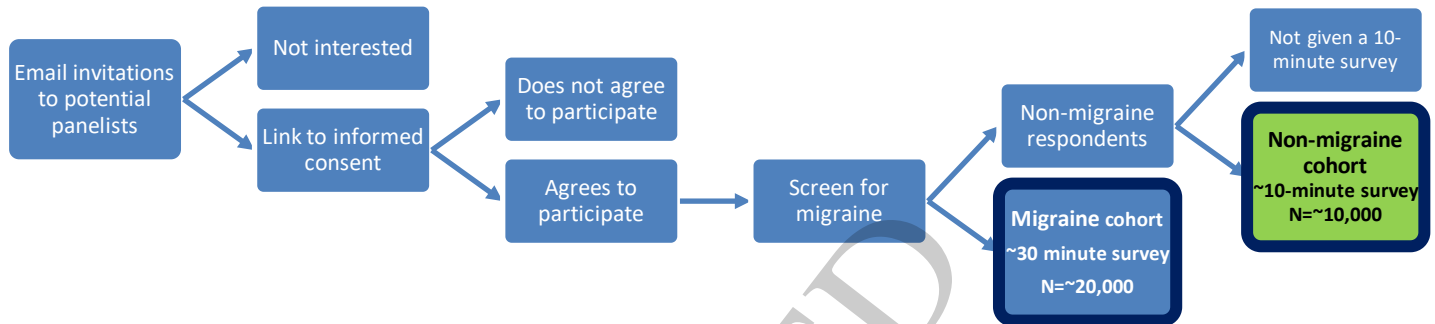 Email invitations
to potential
panelists
Not interested
Link to informed
consent
Does not agree
to participate
Agrees to
participate
Screen for
migraine
Non-migraine
respondents
Migraine cohort
~30 minute survey
N=~20,000
Not given a 10-
minute survey
Non-migraine
cohort
~10-minute survey
N=~10,000